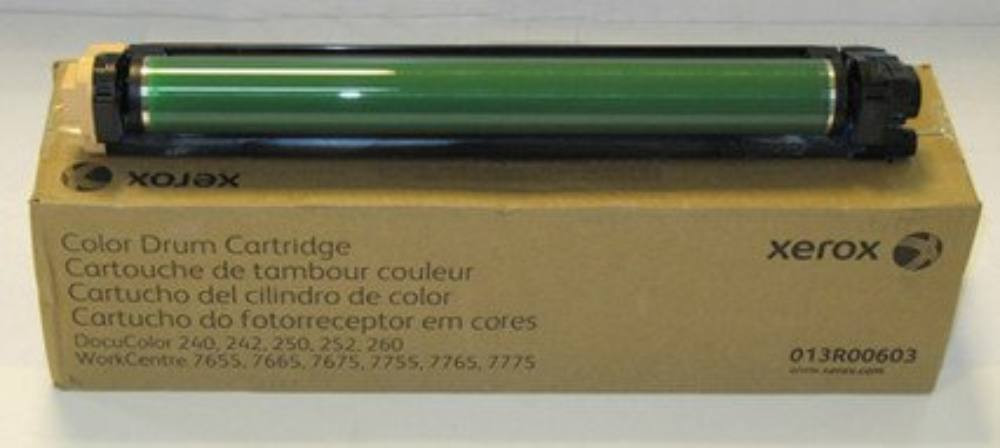 xerox
Color Drum Cartridge
Cartouche de tambour couleur
Cartucho del cilindro de color
Cartucho do fotorreceptor em cores
DocuColor 240, 242, 250, 252, 260
WorkCentre 7655, 7665, 7675, 7755, 7765, 7775
xerox
013R00603
www.xerox.com